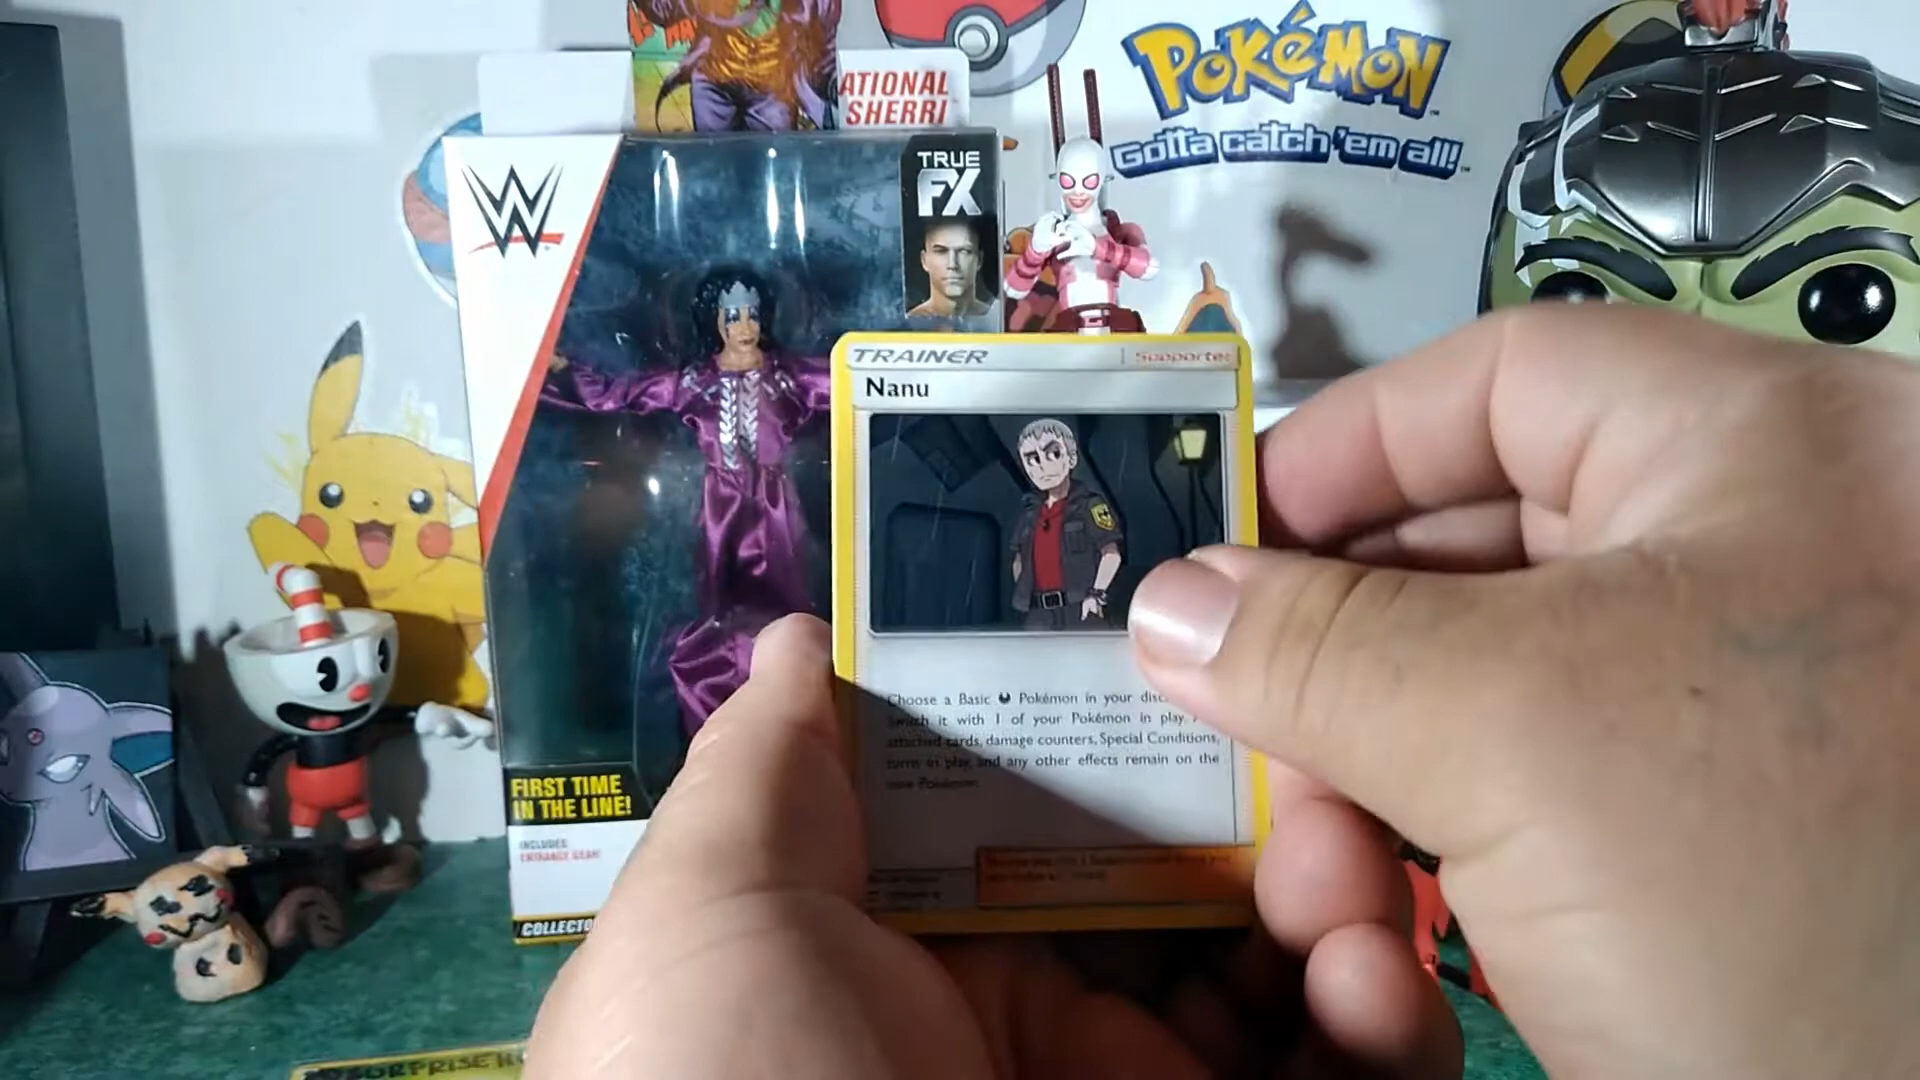 ATIONAL
SHERRI
POKéMON
Gotta catch 'em all!
W
TRUE
FX
TRAINER
Supporter
Nanu
Choose a Basic Pokémon in your disc
Switch it with 1 of your Pokémon in play.
attached cards, damage counters, Special Conditions,
turns in play, and any other effects remain on the
new Pokémon.
FIRST TIME
IN THE LINE!
INCLUDES
ENTRANCE GEAR!
COLLECTO
SURPRISE